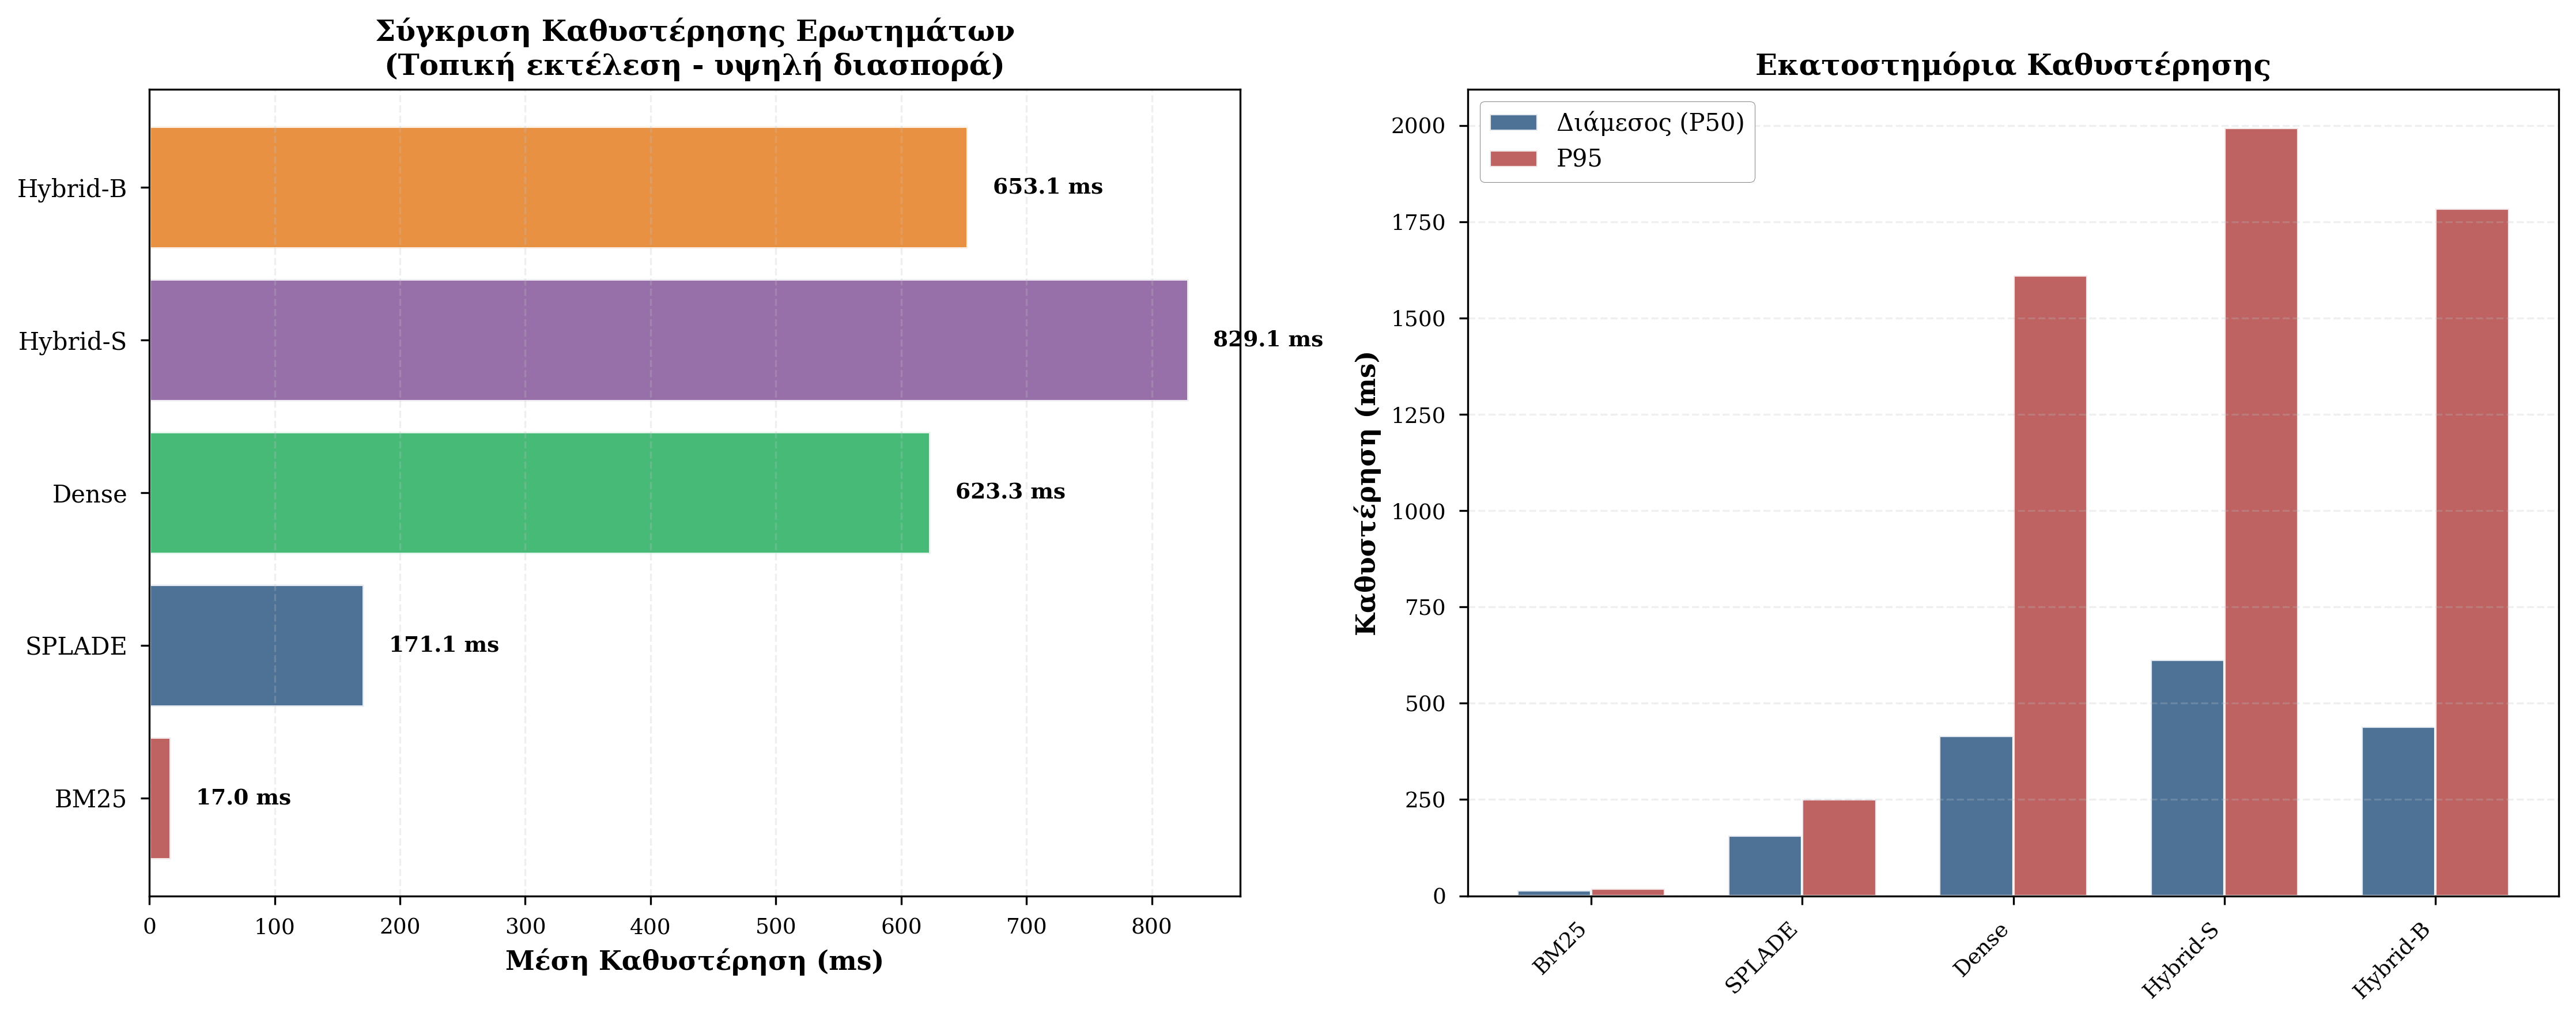 Σύγκριση Καθυστέρησης Ερωτημάτων
(Τοπική εκτέλεση - υψηλή διασπορά)
Hybrid-B
653.1 ms
Hybrid-S
829.1 ms
Dense
623.3 ms
SPLADE
171.1 ms
BM25
17.0 ms
0 100 200 300 400 500 600 700 800
Μέση Καθυστέρηση (ms)
Εκατοστημόρια Καθυστέρησης
Διάμεσος (P50)
P95
Καθυστέρηση (ms)
2000
1750
1500
1250
1000
750
500
250
0
BM25
SPLADE
Dense
Hybrid-S
Hybrid-B